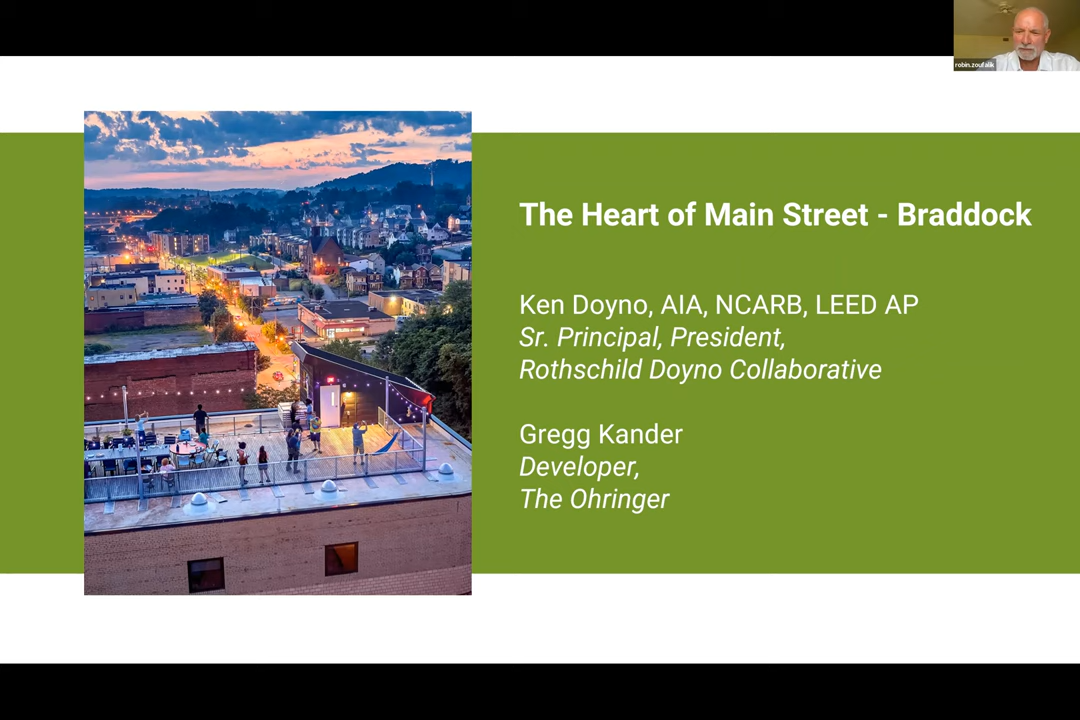 robin.zoufalik
The Heart of Main Street - Braddock
Ken Doyno, AIA, NCARB, LEED AP
Sr. Principal, President,
Rothschild Doyno Collaborative
Gregg Kander
Developer,
The Ohringer